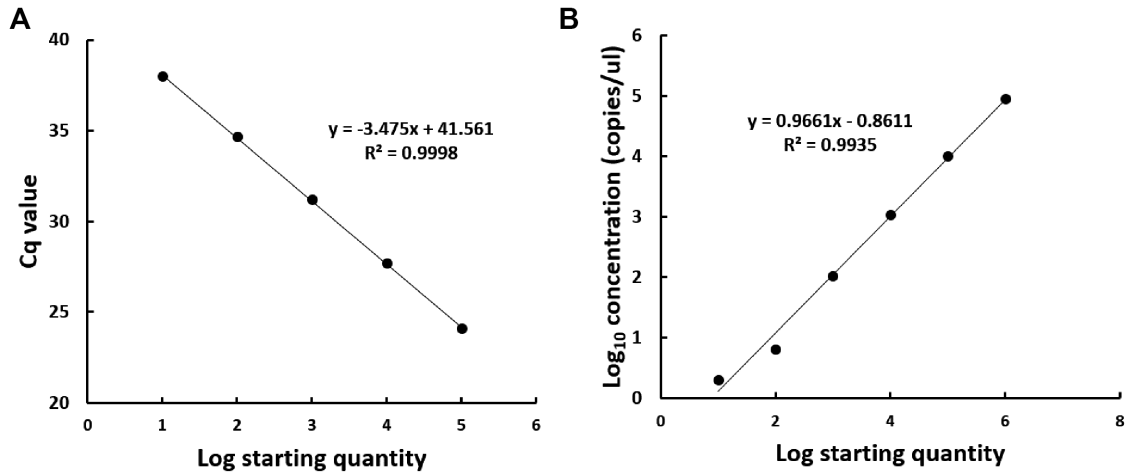 A
40
35
30
25
20
Cq value
y = -3.475x + 41.561
R² = 0.9998
0 1 2 3 4 5 6
Log starting quantity
B
6
5
4
3
2
1
0
Log₁₀ concentration (copies/ul)
y = 0.9661x - 0.8611
R² = 0.9935
0 2 4 6 8
Log starting quantity